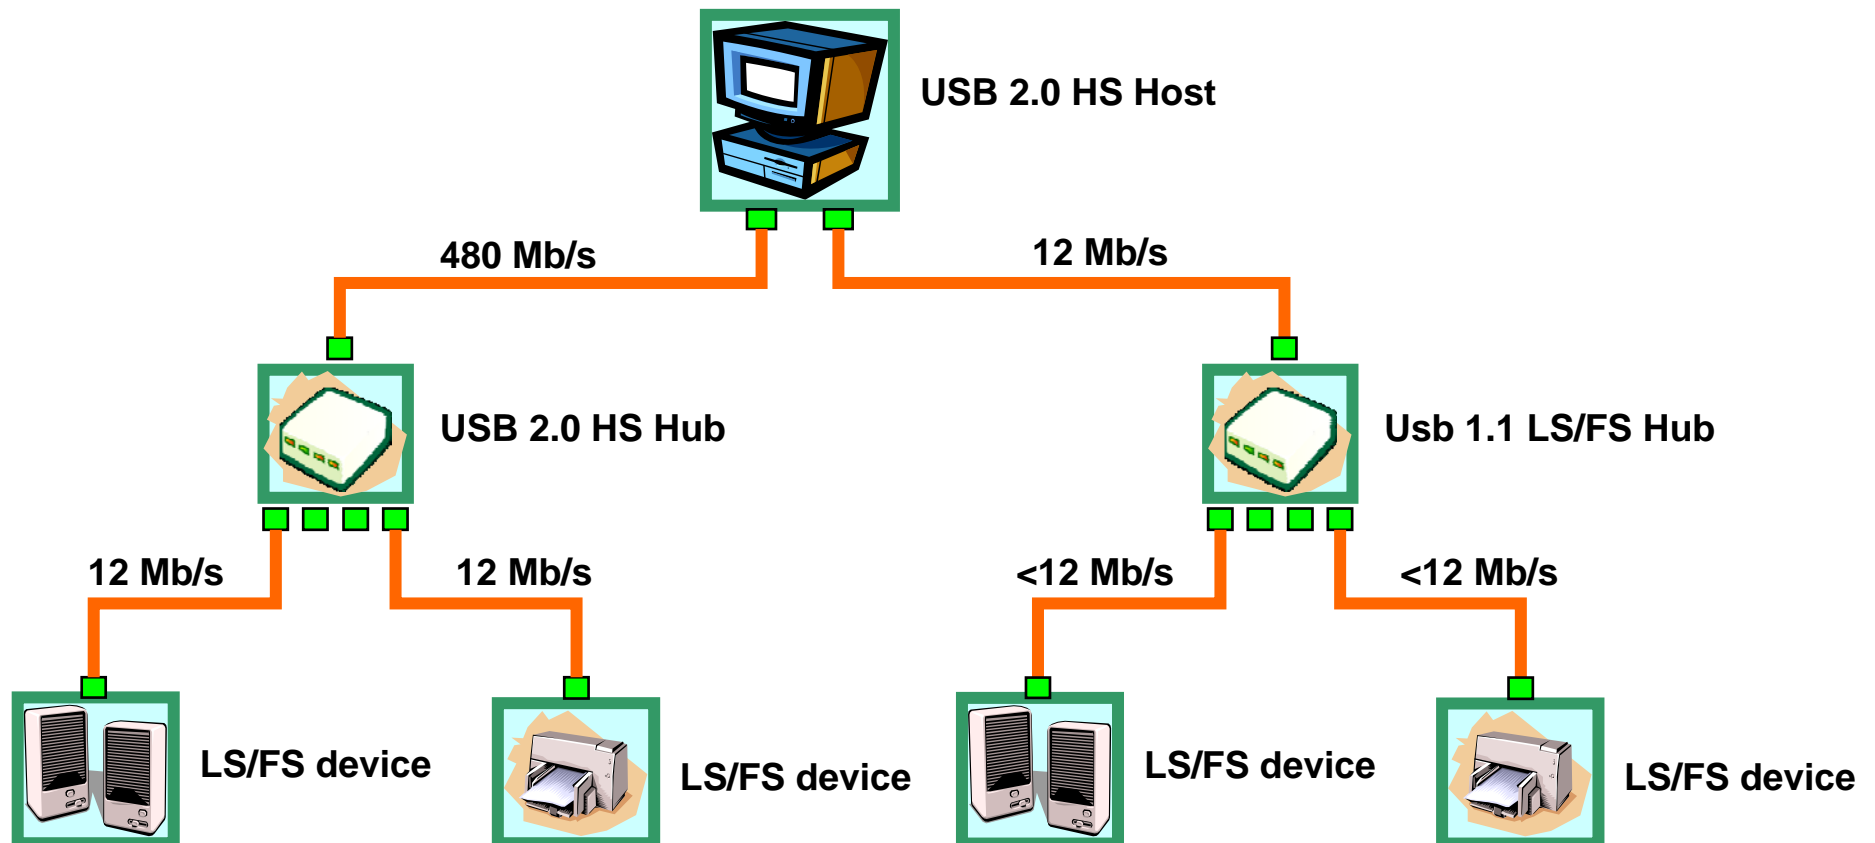 USB 2.0 HS Host
480 Mb/s
12 Mb/s
USB 2.0 HS Hub
Usb 1.1 LS/FS Hub
12 Mb/s
12 Mb/s
<12 Mb/s
<12 Mb/s
LS/FS device
LS/FS device
LS/FS device
LS/FS device